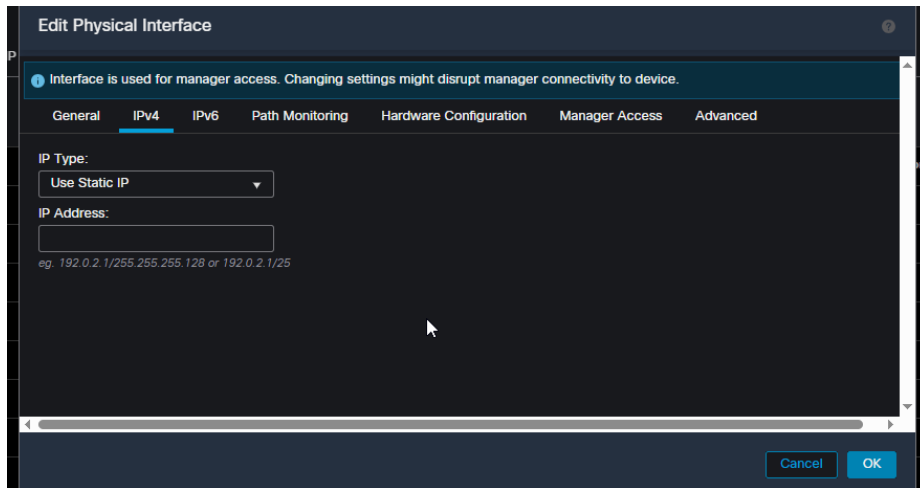 Edit Physical Interface
P
Interface is used for manager access. Changing settings might disrupt manager connectivity to device.
General IPv4 IPv6 Path Monitoring Hardware Configuration Manager Access Advanced
IP Type:
Use Static IP
IP Address:
eg. 192.0.2.1/255.255.255.128 or 192.0.2.1/25
Cancel OK